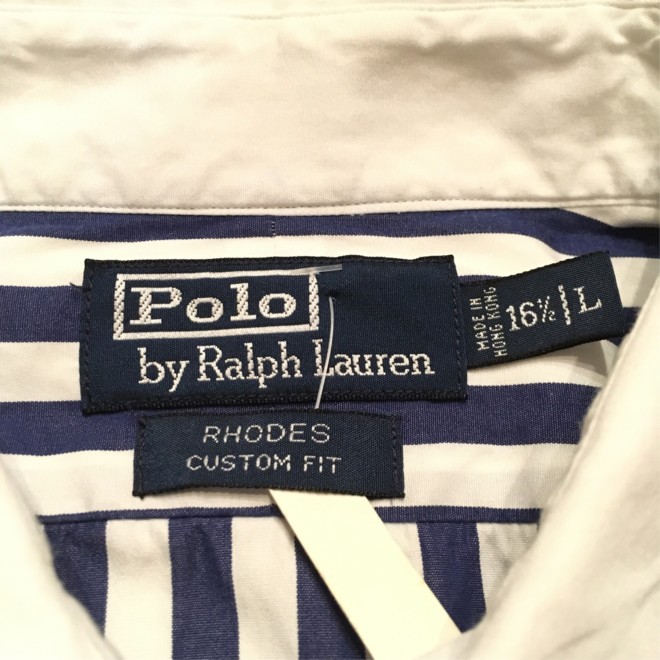 Polo
by Ralph Lauren
MADE IN
HONG KONG
16½ | L
RHODES
CUSTOM FIT